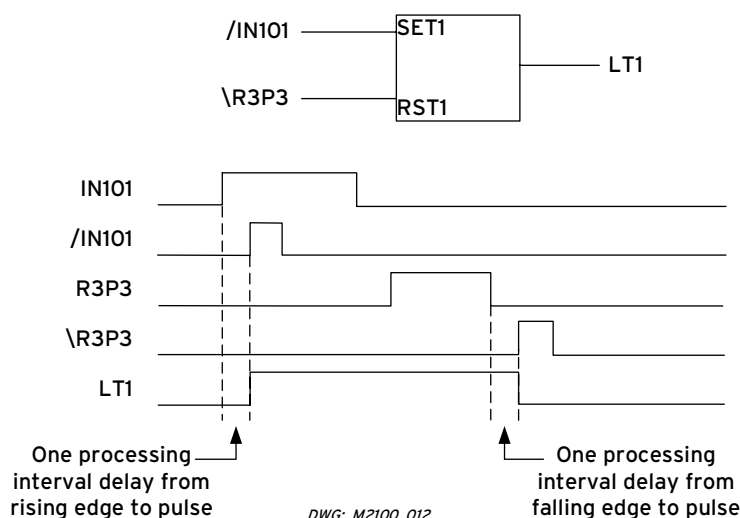 /IN101
SET1
LT1
\R3P3
RST1
IN101
/IN101
R3P3
\R3P3
LT1
One processing
interval delay from
rising edge to pulse
One processing
interval delay from
falling edge to pulse
DWG: M2100_012